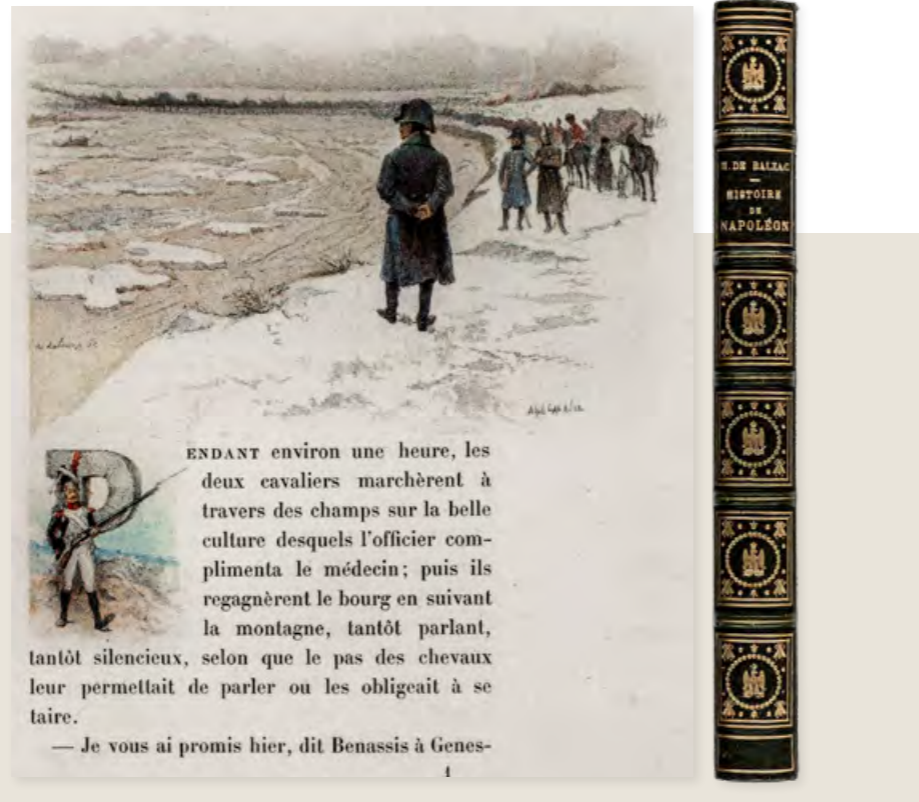 PENDANT environ une heure, les
deux cavaliers marchèrent à
travers des champs sur la belle
culture desquels l'officier com-
plimenta le médecin; puis ils
regagnèrent le bourg en suivant
la montagne, tantôt parlant,
tantôt silencieux, selon que le pas des chevaux
leur permettait de parler ou les obligeait à se
taire.
— Je vous ai promis hier, dit Benassis à Genes-
1
H. DE BALZAC
HISTOIRE
DE
NAPOLÉON